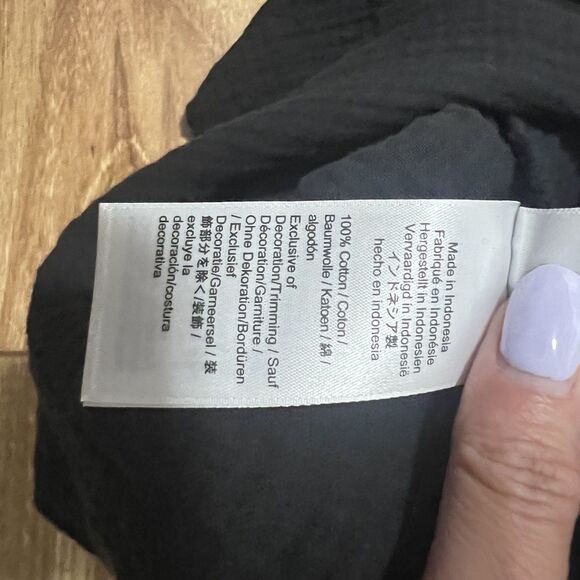 Made in Indonesia
Fabriqué en Indonésie
Hergestellt in Indonesien
Vervaardigd in Indonesië
インドネシア製
hecho en indonesia
100% Cotton / Coton /
Baumwolle / Katoen / 綿 /
algodón
Exclusive of
Decoration/Trimming / Sauf
Décoration/Garniture /
Ohne Dekoration/Bordüren
/ Exclusief
Decoratie/Garneersel / 装
飾部分を除く/装飾 /
excluye la
decoración/costura
decorativa